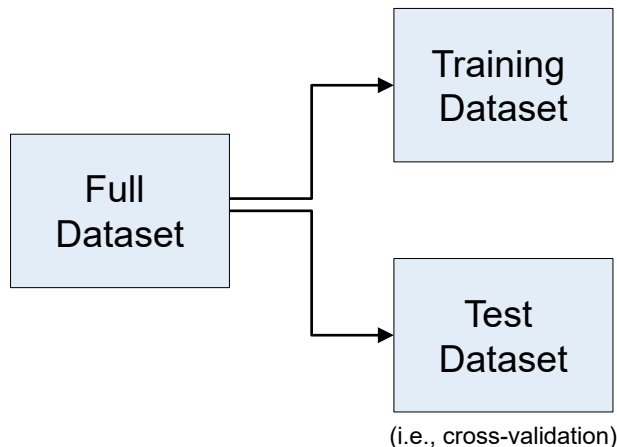 Training
Dataset
Full
Dataset
Test
Dataset
(i.e., cross-validation)